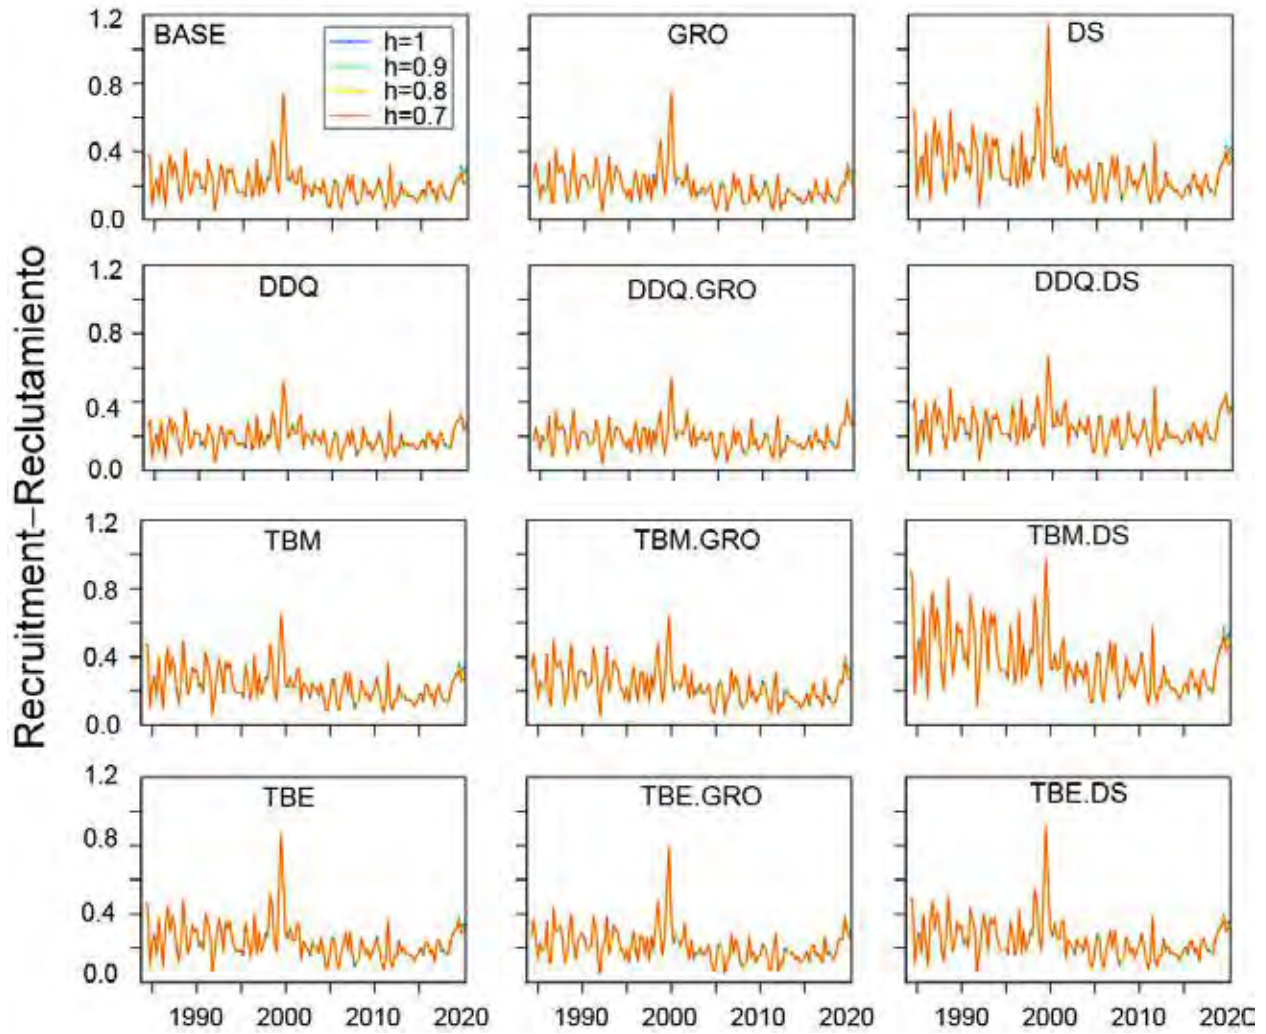 Recruitment–Reclutamiento
1.2
0.8
0.4
0.0
BASE
h=1
h=0.9
h=0.8
h=0.7
GRO
DS
1.2
0.8
0.4
0.0
DDQ
DDQ.GRO
DDQ.DS
1.2
0.8
0.4
0.0
TBM
TBM.GRO
TBM.DS
1.2
0.8
0.4
0.0
TBE
TBE.GRO
TBE.DS
1990 2000 2010 2020
1990 2000 2010 2020
1990 2000 2010 2020